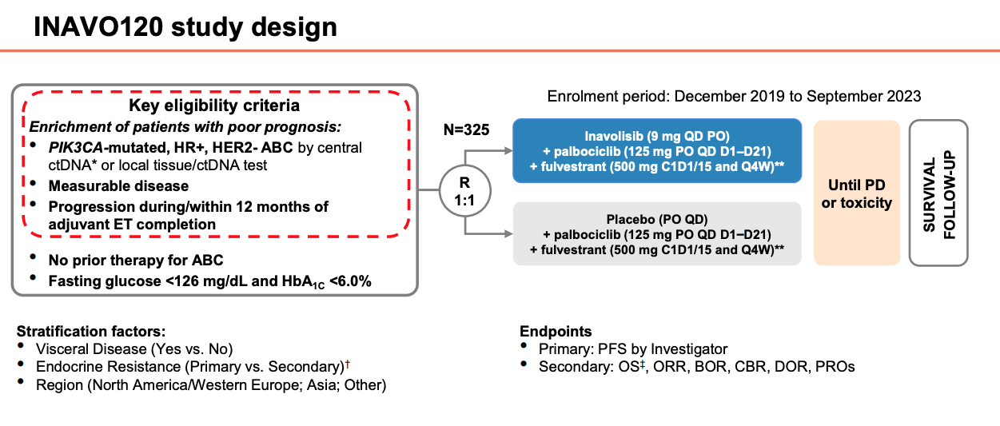 INAVO120 study design
Key eligibility criteria
Enrichment of patients with poor prognosis:
• PIK3CA-mutated, HR+, HER2- ABC by central
ctDNA* or local tissue/ctDNA test
• Measurable disease
• Progression during/within 12 months of
adjuvant ET completion
• No prior therapy for ABC
• Fasting glucose <126 mg/dL and HbA1C <6.0%
N=325
R
1:1
Enrolment period: December 2019 to September 2023
Inavolisib (9 mg QD PO)
+ palbociclib (125 mg PO QD D1–D21)
+ fulvestrant (500 mg C1D1/15 and Q4W)**
Placebo (PO QD)
+ palbociclib (125 mg PO QD D1–D21)
+ fulvestrant (500 mg C1D1/15 and Q4W)**
Until PD
or toxicity
SURVIVAL
FOLLOW-UP
Stratification factors:
• Visceral Disease (Yes vs. No)
• Endocrine Resistance (Primary vs. Secondary)†
• Region (North America/Western Europe; Asia; Other)
Endpoints
• Primary: PFS by Investigator
• Secondary: OS‡, ORR, BOR, CBR, DOR, PROs